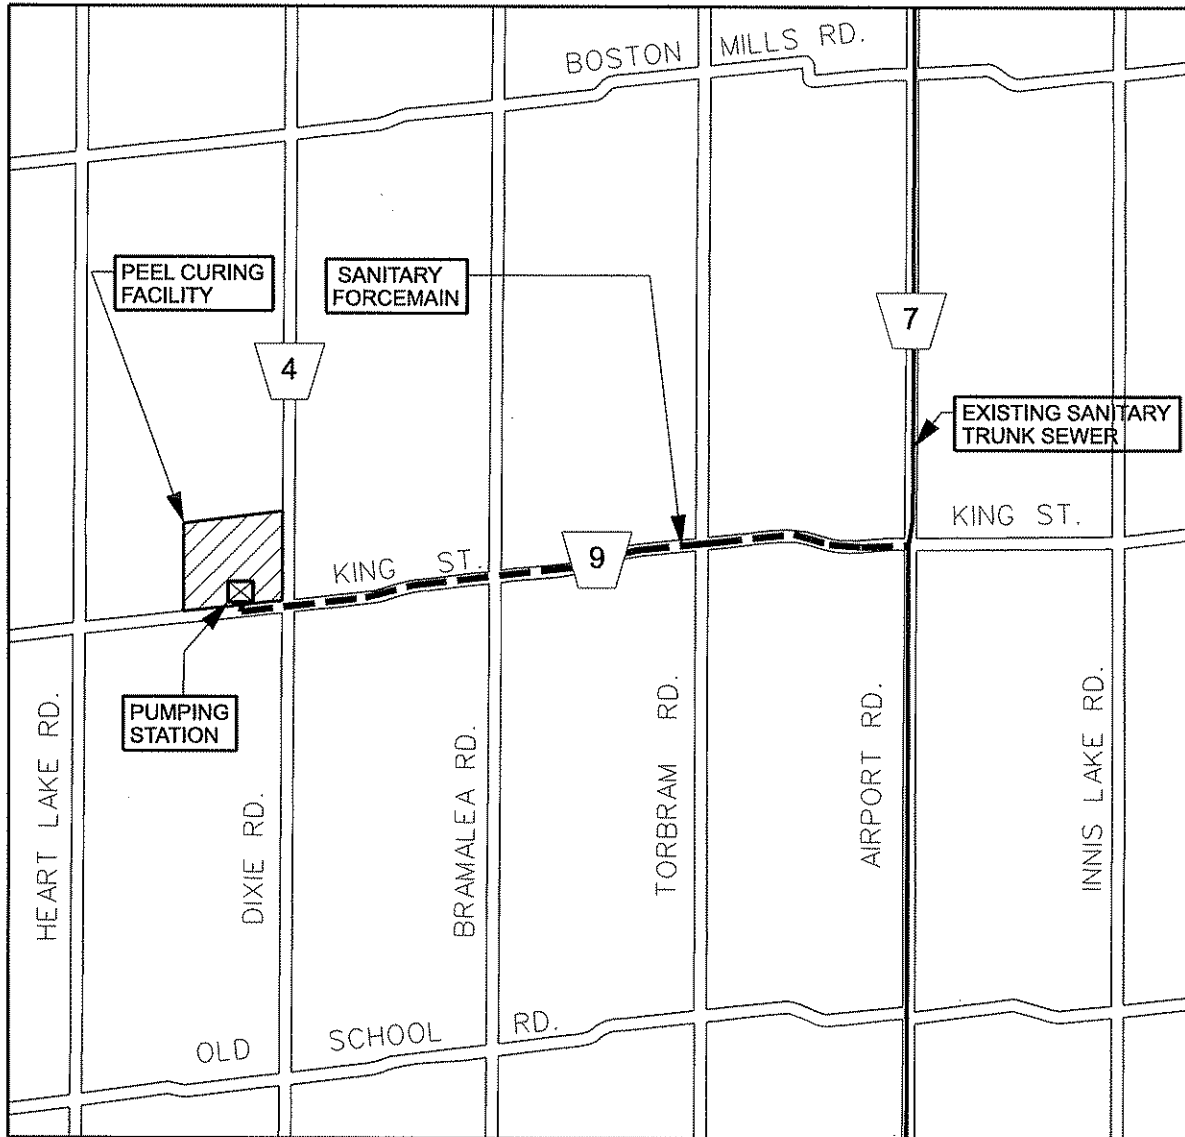 BOSTON MILLS RD.
PEEL CURING
FACILITY
SANITARY
FORCEMAIN
7
4
EXISTING SANITARY
TRUNK SEWER
KING ST.
KING ST.
9
PUMPING
STATION
HEART LAKE RD.
DIXIE RD.
BRAMALEA RD.
TORBRAM RD.
AIRPORT RD.
INNIS LAKE RD.
OLD SCHOOL RD.